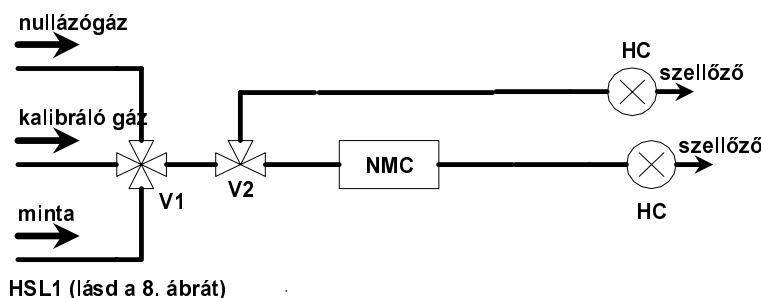 nullázógáz
HC
szellőző
kalibráló gáz
szellőző
NMC
V1
V2
HC
minta
HSL1 (lásd a 8. ábrát)